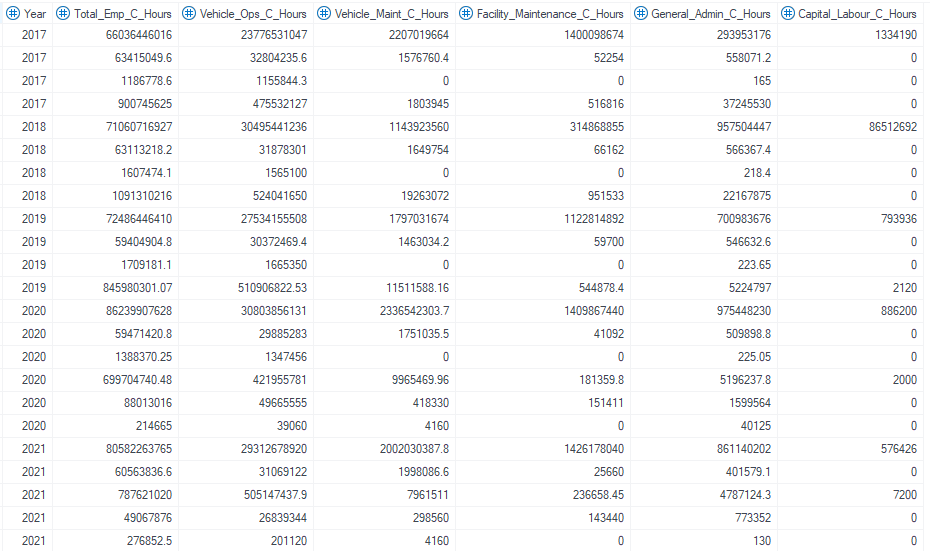 Year Total_Emp_C_Hours Vehicle_Ops_C_Hours Vehicle_Maint_C_Hours Facility_Maintenance_C_Hours General_Admin_C_Hours Capital_Labour_C_Hours
2017 66036446016 23776531047 2207019664 1400098674 293953176 1334190
2017 63415049.6 32804235.6 1576760.4 52254 558071.2 0
2017 1186778.6 1155844.3 0 0 165 0
2017 900745625 475532127 1803945 516816 37245530 0
2018 71060716927 30495441236 1143923560 314868855 957504447 86512692
2018 63113218.2 31878301 1649754 66162 566367.4 0
2018 1607474.1 1565100 0 0 218.4 0
2018 1091310216 524041650 19263072 951533 22167875 0
2019 72486446410 27534155508 1797031674 1122814892 700983676 793936
2019 59404904.8 30372469.4 1463034.2 59700 546632.6 0
2019 1709181.1 1665350 0 0 223.65 0
2019 845980301.07 510906822.53 11511588.16 544878.4 5224797 2120
2020 86239907628 30803856131 2336542303.7 1409867440 975448230 886200
2020 59471420.8 29885283 1751035.5 41092 509898.8 0
2020 1388370.25 1347456 0 0 225.05 0
2020 699704740.48 421955781 9965469.96 181359.8 5196237.8 2000
2020 88013016 49665555 418330 151411 1599564 0
2020 214665 39060 4160 0 40125 0
2021 80582263765 29312678920 2002030387.8 1426178040 861140202 576426
2021 60563836.6 31069122 1998086.6 25660 401579.1 0
2021 787621020 505147437.9 7961511 236658.45 4787124.3 7200
2021 49067876 26839344 298560 143440 773352 0
2021 276852.5 201120 4160 0 130 0